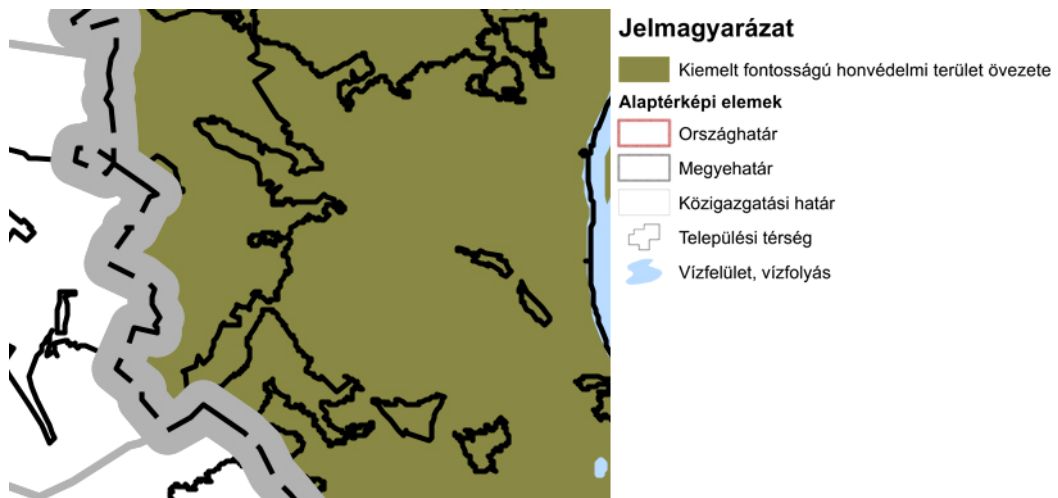 Jelmagyarázat
Kiemelt fontosságú honvédelmi terület övezete
Alaptérképi elemek
Országhatár
Megyehatár
Közigazgatási határ
Települési térség
Vízfelület, vízfolyás